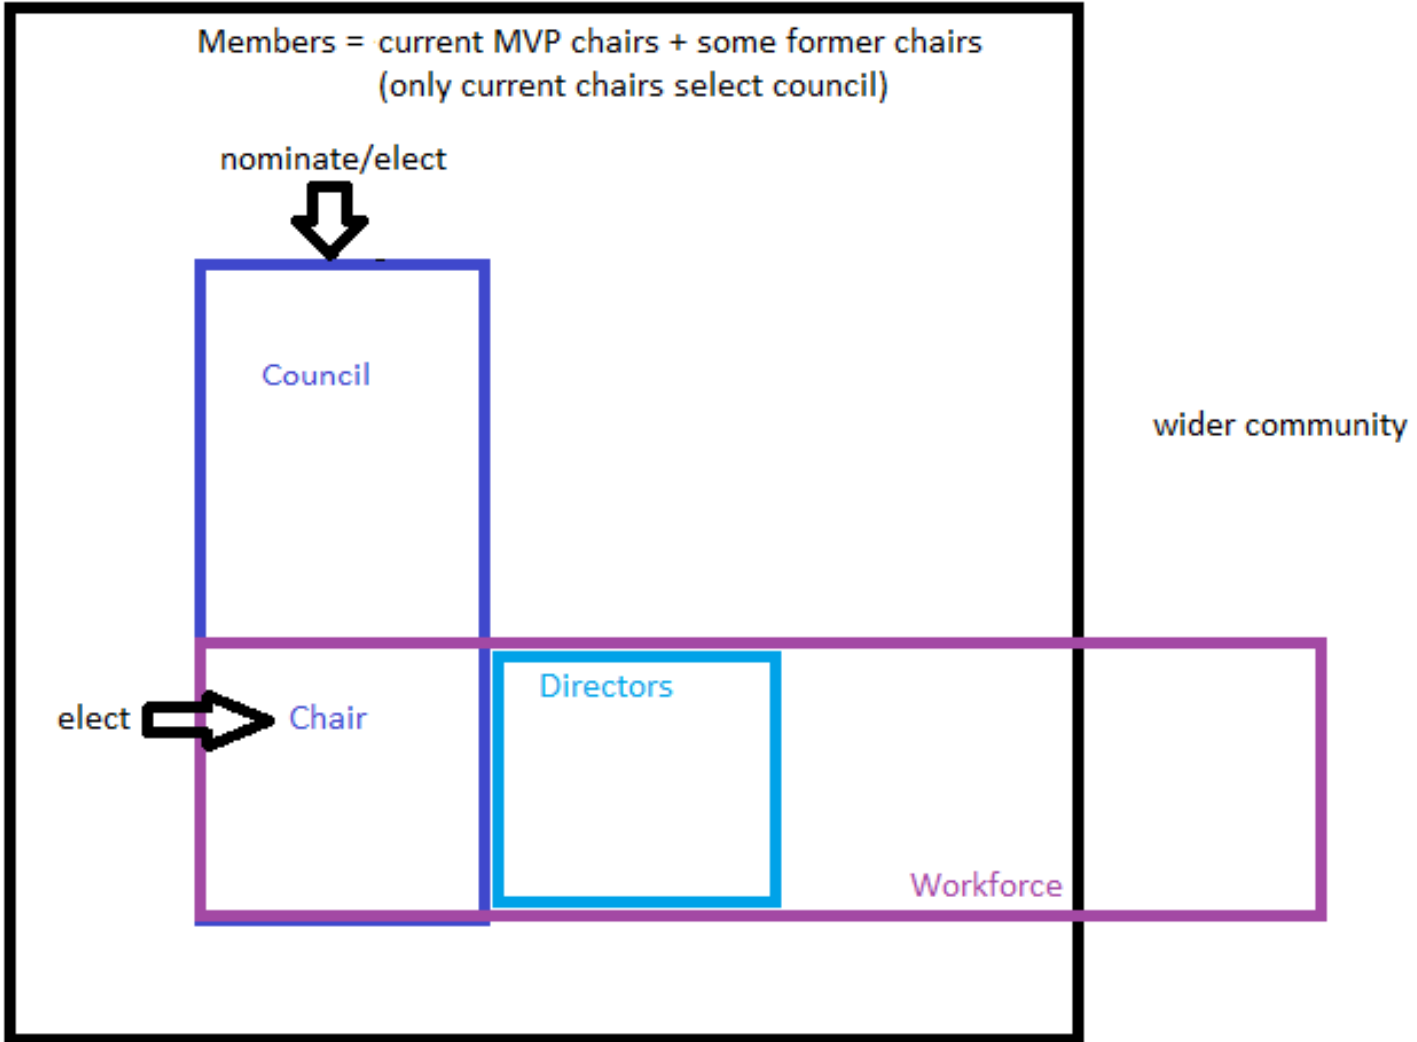 Members = current MVP chairs + some former chairs
(only current chairs select council)
nominate/elect
Council
wider community
Directors
elect
Chair
Workforce